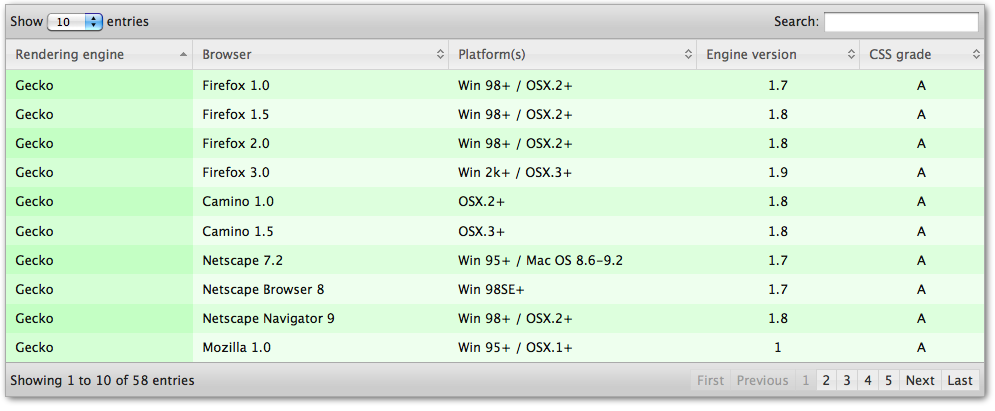 Show 10 entries Search:
Rendering engine Browser Platform(s) Engine version CSS grade
Gecko Firefox 1.0 Win 98+ / OSX.2+ 1.7 A
Gecko Firefox 1.5 Win 98+ / OSX.2+ 1.8 A
Gecko Firefox 2.0 Win 98+ / OSX.2+ 1.8 A
Gecko Firefox 3.0 Win 2k+ / OSX.3+ 1.9 A
Gecko Camino 1.0 OSX.2+ 1.8 A
Gecko Camino 1.5 OSX.3+ 1.8 A
Gecko Netscape 7.2 Win 95+ / Mac OS 8.6-9.2 1.7 A
Gecko Netscape Browser 8 Win 98SE+ 1.7 A
Gecko Netscape Navigator 9 Win 98+ / OSX.2+ 1.8 A
Gecko Mozilla 1.0 Win 95+ / OSX.1+ 1 A
Showing 1 to 10 of 58 entries First Previous 1 2 3 4 5 Next Last